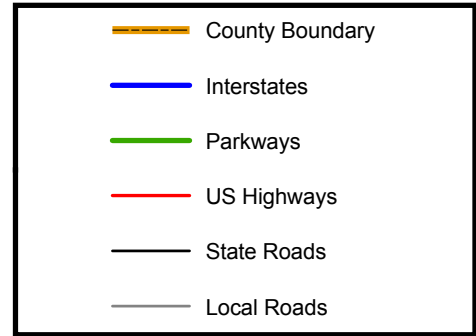 County Boundary
Interstates
Parkways
US Highways
State Roads
Local Roads